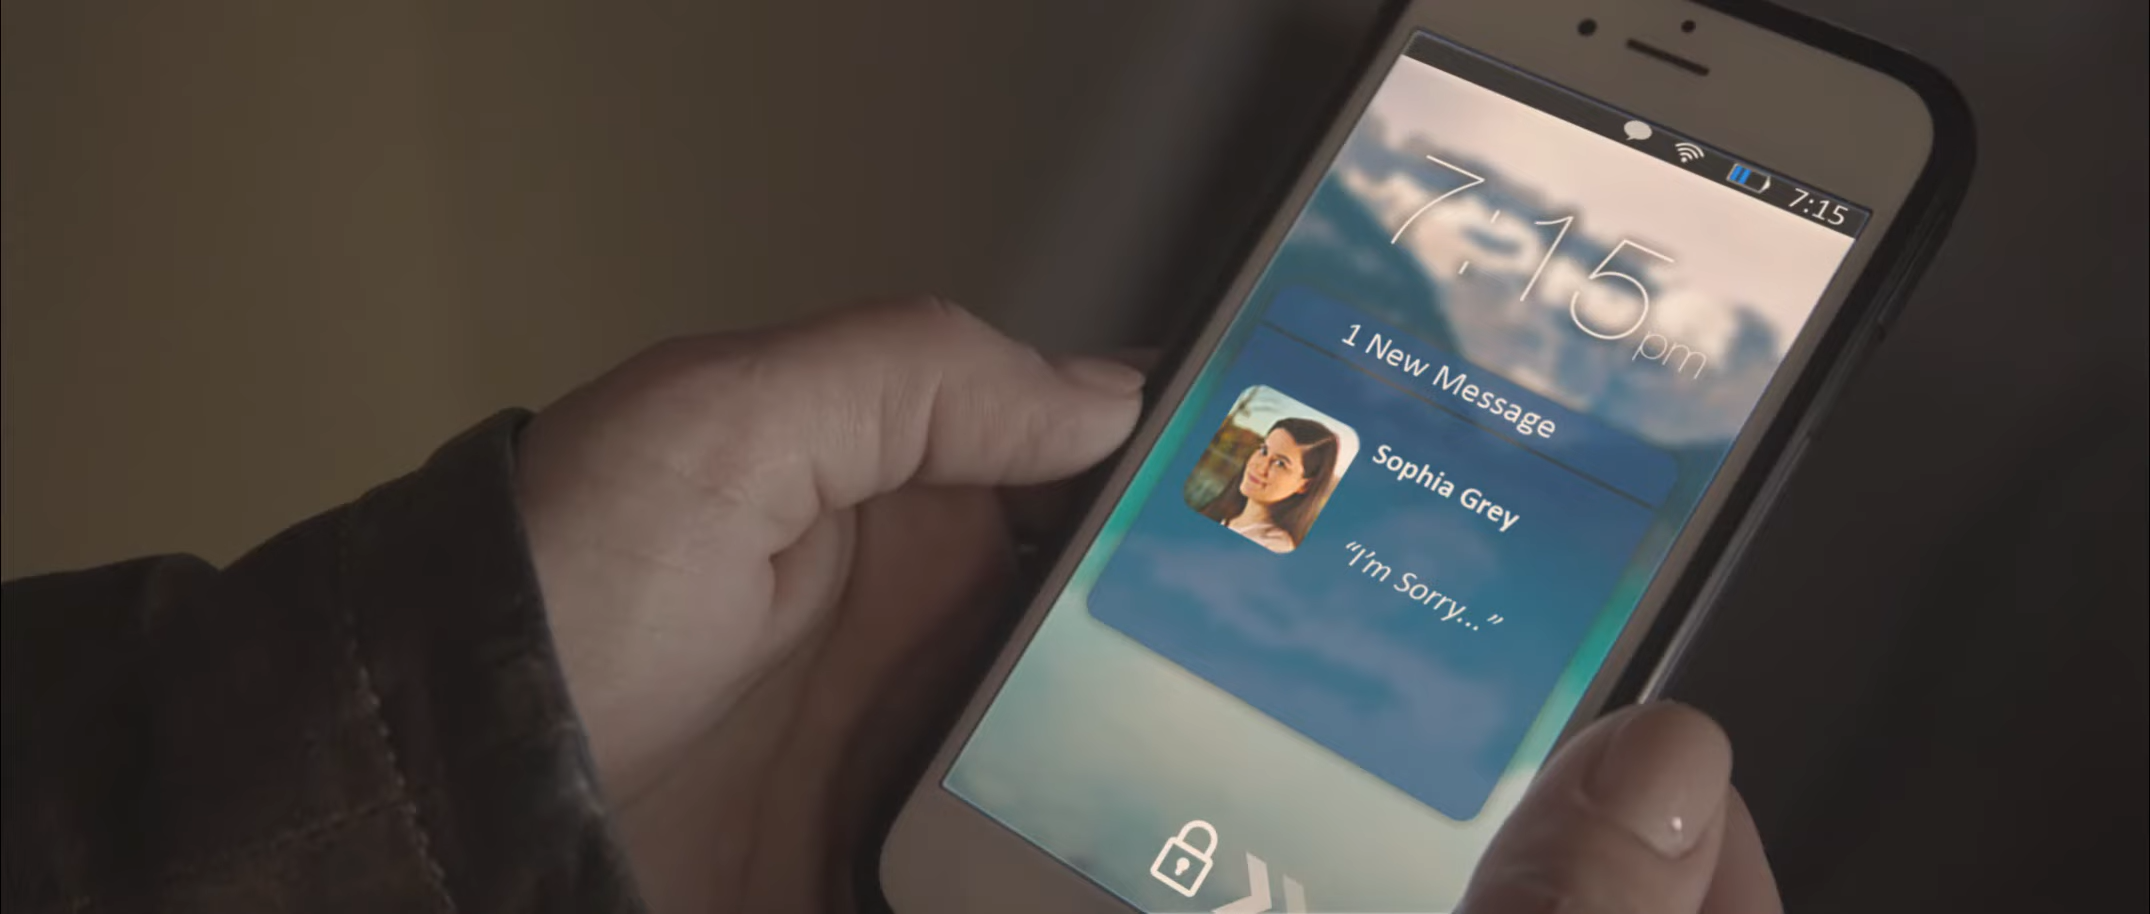 7:15
7:15pm
1 New Message
Sophia Grey
“I’m Sorry...”